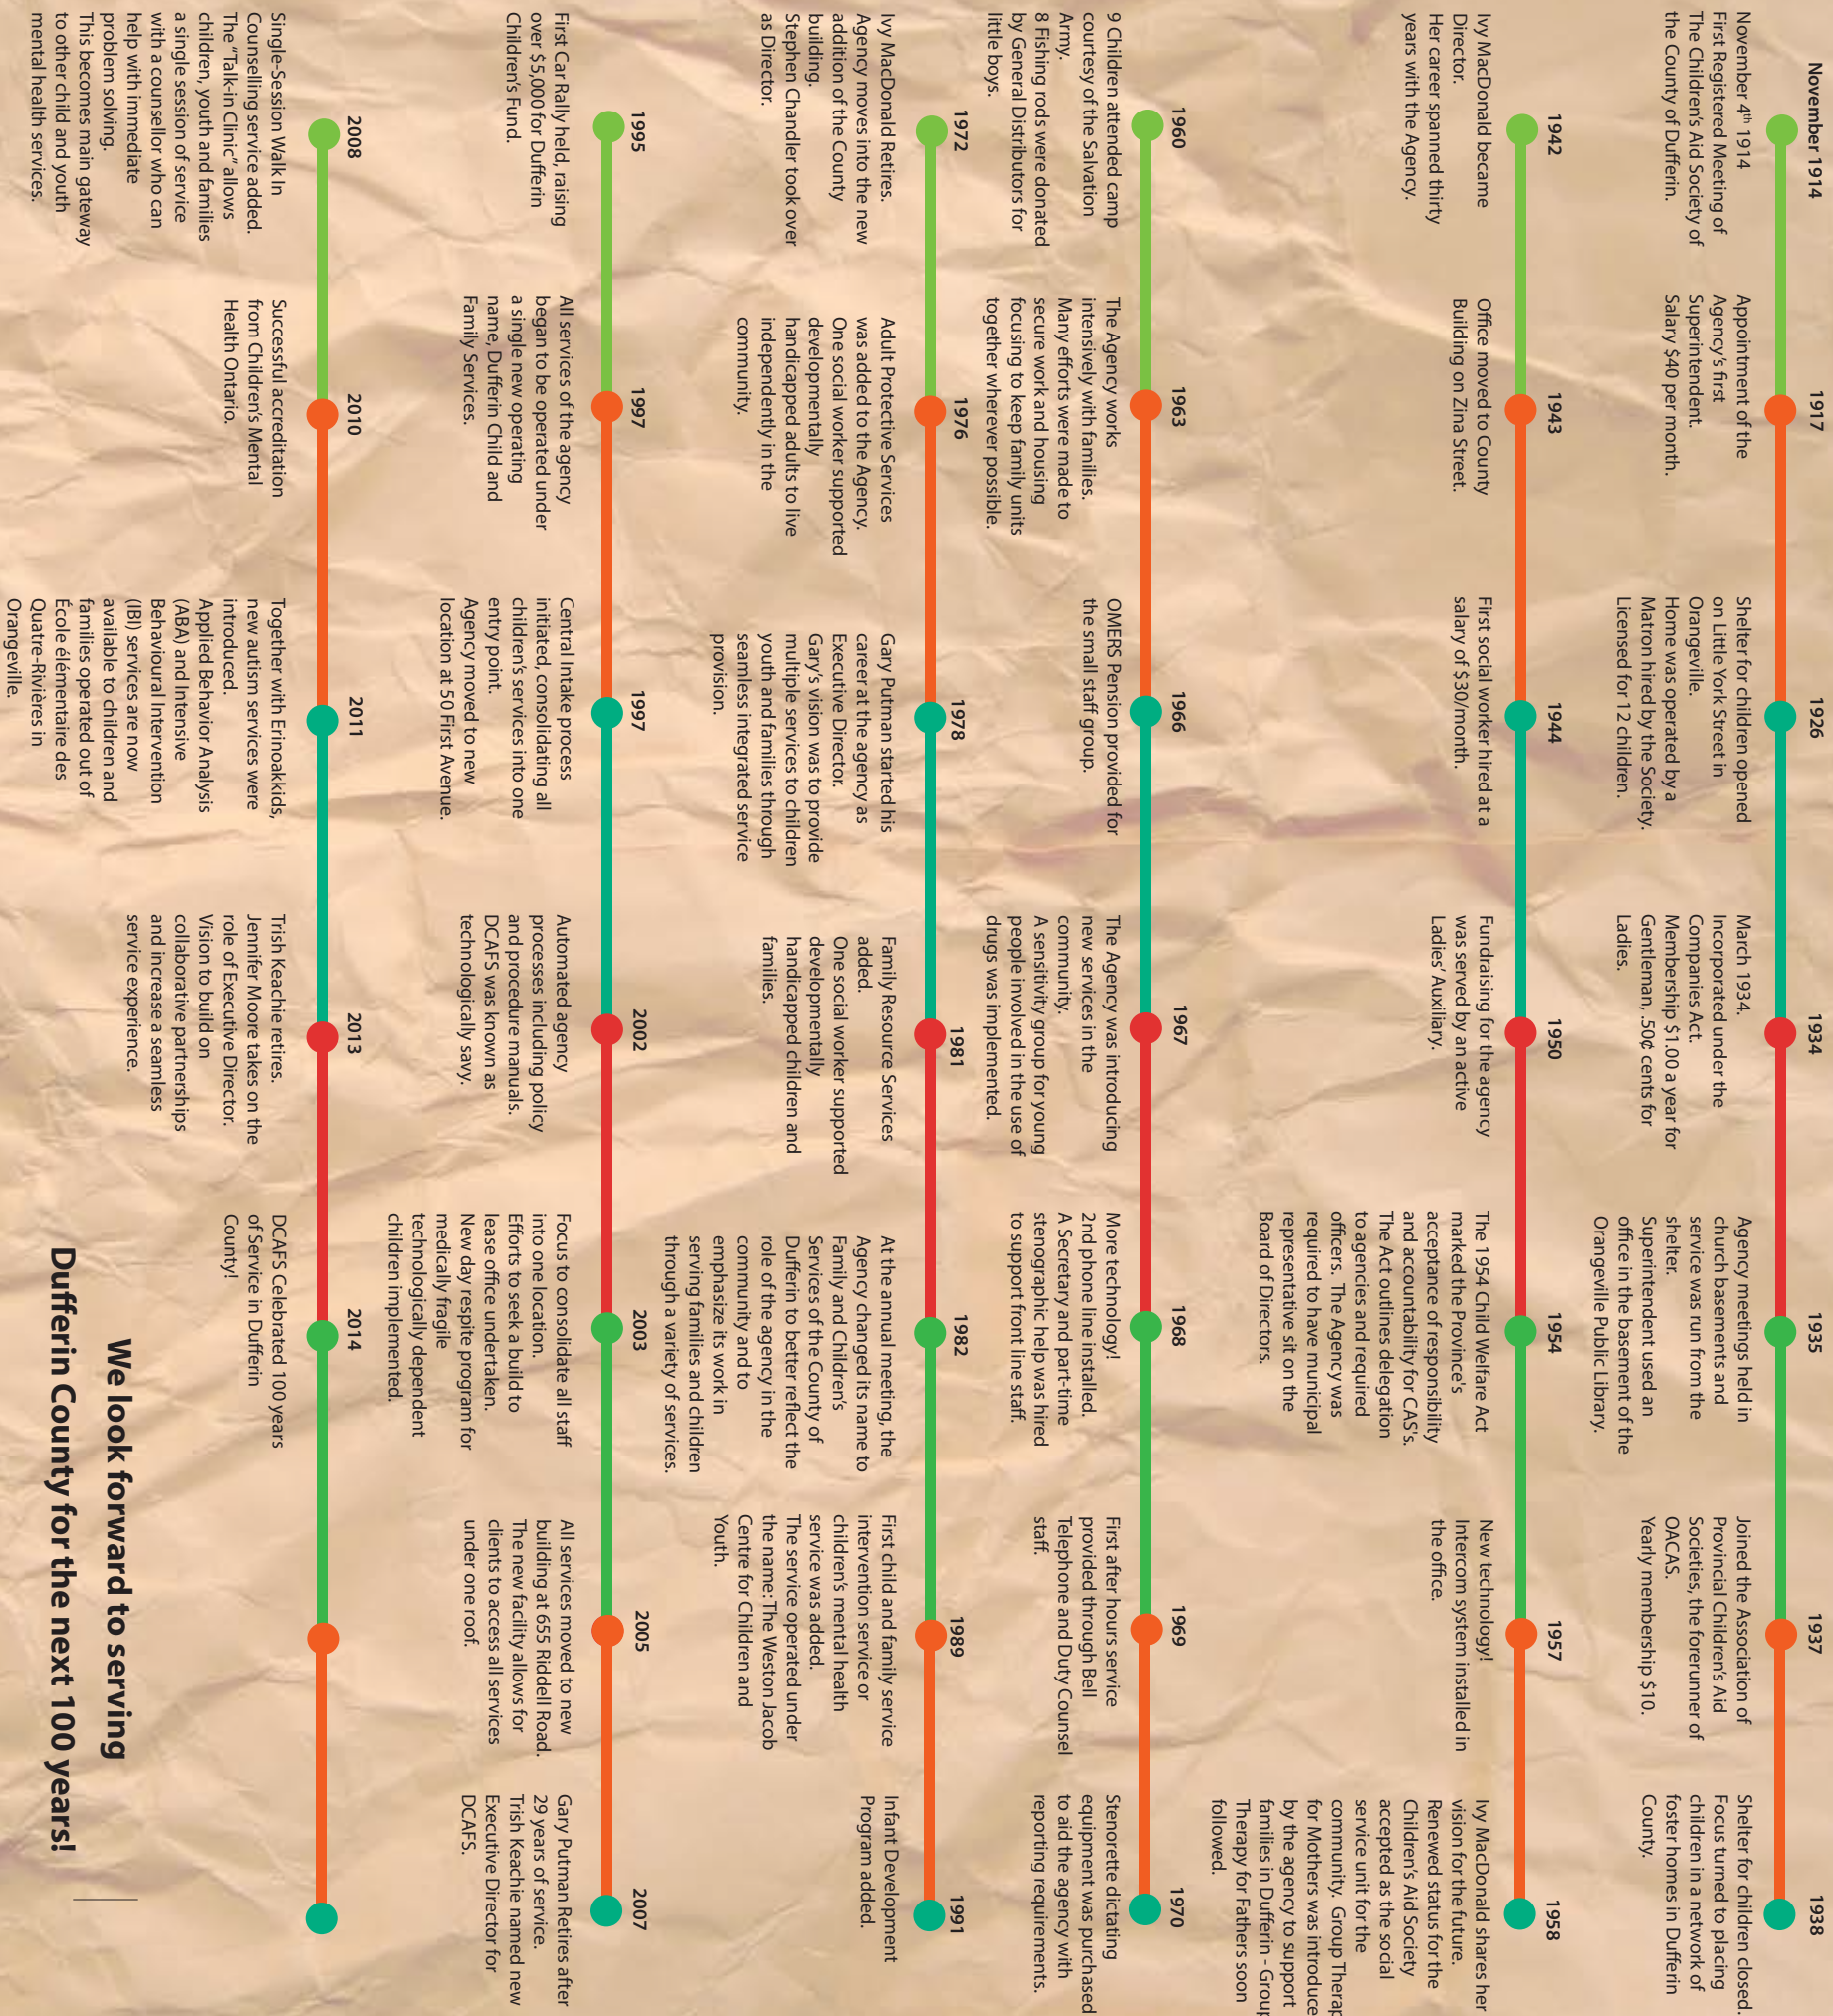 November 1914
November 4th 1914
First Registered Meeting of
The Children's Aid Society of
the County of Dufferin.
1917
Appointment of the
Agency's first
Superintendent.
Salary $40 per month.
1926
Shelter for children opened
on Little York Street in
Orangeville.
Home was operated by a
Matron hired by the Society.
Licensed for 12 children.
1934
March 1934.
Incorporated under the
Companies Act.
Membership $1.00 a year for
Gentleman, .50¢ cents for
Ladies.
1935
Agency meetings held in
church basements and
service was run from the
shelter.
Superintendent used an
office in the basement of the
Orangeville Public Library.
1937
Joined the Association of
Provincial Children's Aid
Societies, the forerunner of
OACAS.
Yearly membership $10.
1938
Shelter for children closed.
Focus turned to placing
children in a network of
foster homes in Dufferin
County.
1942
Ivy MacDonald became
Director.
Her career spanned thirty
years with the Agency.
1943
Office moved to County
Building on Zina Street.
1944
First social worker hired at a
salary of $30/month.
1950
Fundraising for the agency
was served by an active
Ladies' Auxiliary.
1954
The 1954 Child Welfare Act
marked the Province's
acceptance of responsibility
and accountability for CAS's.
The Act outlines delegation
to agencies and required
officers. The Agency was
required to have municipal
representative sit on the
Board of Directors.
1957
New technology!
Intercom system installed in
the office.
1958
Ivy MacDonald shares her
vision for the future.
Renewed status for the
Children's Aid Society
accepted as the social
service unit for the
community. Group Therap
for Mothers was introduce
by the agency to support
families in Dufferin - Group
Therapy for Fathers soon
followed.
1960
9 Children attended camp
courtesy of the Salvation
Army.
8 Fishing rods were donated
by General Distributors for
little boys.
1963
The Agency works
intensively with families.
Many efforts were made to
secure work and housing
focusing to keep family units
together wherever possible.
1966
OMERS Pension provided for
the small staff group.
1967
The Agency was introducing
new services in the
community.
A sensitivity group for young
people involved in the use of
drugs was implemented.
1968
More technology!
2nd phone line installed.
A Secretary and part-time
stenographic help was hired
to support front line staff.
1969
First after hours service
provided through Bell
Telephone and Duty Counsel
staff.
1970
Stenorette dictating
equipment was purchased
to aid the agency with
reporting requirements.
1972
Ivy MacDonald Retires.
Agency moves into the new
addition of the County
building.
Stephen Chandler took over
as Director.
1976
Adult Protective Services
was added to the Agency.
One social worker supported
developmentally
handicapped adults to live
independently in the
community.
1978
Gary Putman started his
career at the agency as
Executive Director.
Gary's vision was to provide
multiple services to children
youth and families through
seamless integrated service
provision.
1981
Family Resource Services
added.
One social worker supported
developmentally
handicapped children and
families.
1982
At the annual meeting, the
Agency changed its name to
Family and Children's
Services of the County of
Dufferin to better reflect the
role of the agency in the
community and to
emphasize its work in
serving families and children
through a variety of services.
1989
First child and family service
intervention service or
children's mental health
service was added.
The service operated under
the name: The Weston Jacob
Centre for Children and
Youth.
1991
Infant Development
Program added.
1995
First Car Rally held, raising
over $5,000 for Dufferin
Children's Fund.
1997
All services of the agency
began to be operated under
a single new operating
name, Dufferin Child and
Family Services.
1997
Central Intake process
initiated, consolidating all
children's services into one
entry point.
Agency moved to new
location at 50 First Avenue.
2002
Automated agency
processes including policy
and procedure manuals.
DCAFS was known as
technologically savy.
2003
Focus to consolidate all staff
into one location.
Efforts to seek a build to
lease office undertaken.
New day respite program for
medically fragile
technologically dependent
children implemented.
2005
All services moved to new
building at 655 Riddell Road.
The new facility allows for
clients to access all services
under one roof.
2007
Gary Putman Retires after
29 years of service.
Trish Keachie named new
Executive Director for
DCAFS.
2008
Single-Session Walk In
Counselling service added.
The "Talk-in Clinic" allows
children, youth and families
a single session of service
with a counsellor who can
help with immediate
problem solving.
This becomes main gateway
to other child and youth
mental health services.
2010
Successful accreditation
from Children's Mental
Health Ontario.
2011
Together with Erinoakkids,
new autism services were
introduced.
Applied Behavior Analysis
(ABA) and Intensive
Behavioural Intervention
(IBI) services are now
available to children and
families operated out of
École élémentaire des
Quatre-Rivières in
Orangeville.
2013
Trish Keachie retires.
Jennifer Moore takes on the
role of Executive Director.
Vision to build on
collaborative partnerships
and increase a seamless
service experience.
2014
DCAFS Celebrated 100 years
of Service in Dufferin
County!
We look forward to serving
Dufferin County for the next 100 years!